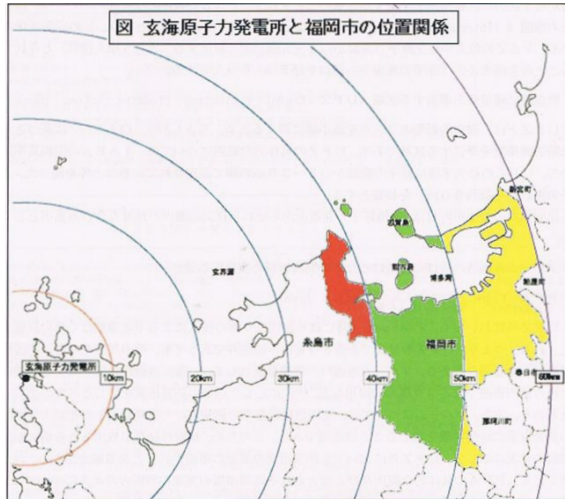 図 玄海原子力発電所と福岡市の位置関係
新宮町
志賀島
玄界灘
能古島
博多湾
粕屋町
糸島市
福岡市
玄海原子力発電所
10km
20km
30km
40km
50km
60km
春日市
那珂川町